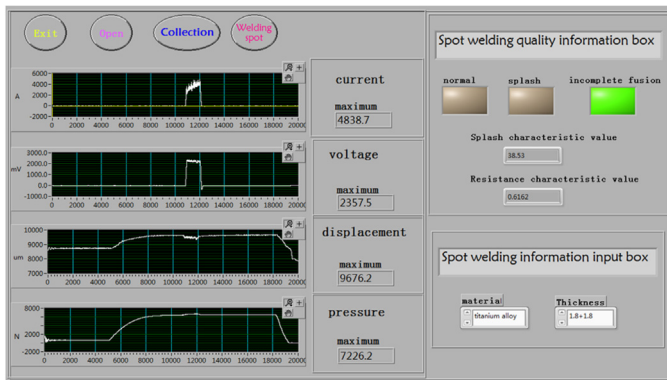 Exit
Open
Collection
Welding
spot
A
6000
4000
2000
0
-2000
0 2000 4000 6000 8000 10000 12000 14000 16000 18000 20000
current
maximum
4838.7
mV
3000.0
2000.0
1000.0
0.0
-1000.0
0 2000 4000 6000 8000 10000 12000 14000 16000 18000 20000
voltage
maximum
2357.5
um
10000
9000
8000
7000
0 2000 4000 6000 8000 10000 12000 14000 16000 18000 20000
displacement
maximum
9676.2
N
8000
2000
0
-2000
0 2000 4000 6000 8000 10000 12000 14000 16000 18000 20000
pressure
maximum
7226.2
Spot welding quality information box
normal splash incomplete fusion
Splash characteristic value
38.53
Resistance characteristic value
0.6162
Spot welding information input box
materia Thickness
titanium alloy 1.8+1.8